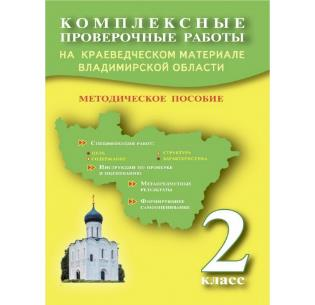 КОМПЛЕКСНЫЕ
ПРОВЕРОЧНЫЕ РАБОТЫ
НА КРАЕВЕДЧЕСКОМ МАТЕРИАЛЕ
ВЛАДИМИРСКОЙ ОБЛАСТИ
МЕТОДИЧЕСКОЕ ПОСОБИЕ
СПЕЦИФИКАЦИЯ РАБОТ:
ЦЕЛЬ
СТРУКТУРА
СОДЕРЖАНИЕ
ХАРАКТЕРИСТИКА
ИНСТРУКЦИИ ПО ПРОВЕРКЕ
И ОЦЕНИВАНИЮ
МЕТАПРЕДМЕТНЫЕ
РЕЗУЛЬТАТЫ
ФОРМИРУЮЩЕЕ
САМООЦЕНИВАНИЕ
2
класс